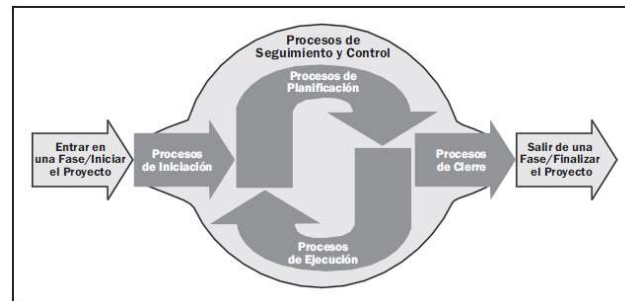 Procesos de
Seguimiento y Control
Procesos de
Planificación
Entrar en
una Fase/Iniciar
el Proyecto
Procesos
de Iniciación
Procesos
de Cierre
Salir de una
Fase/Finalizar
el Proyecto
Procesos
de Ejecución